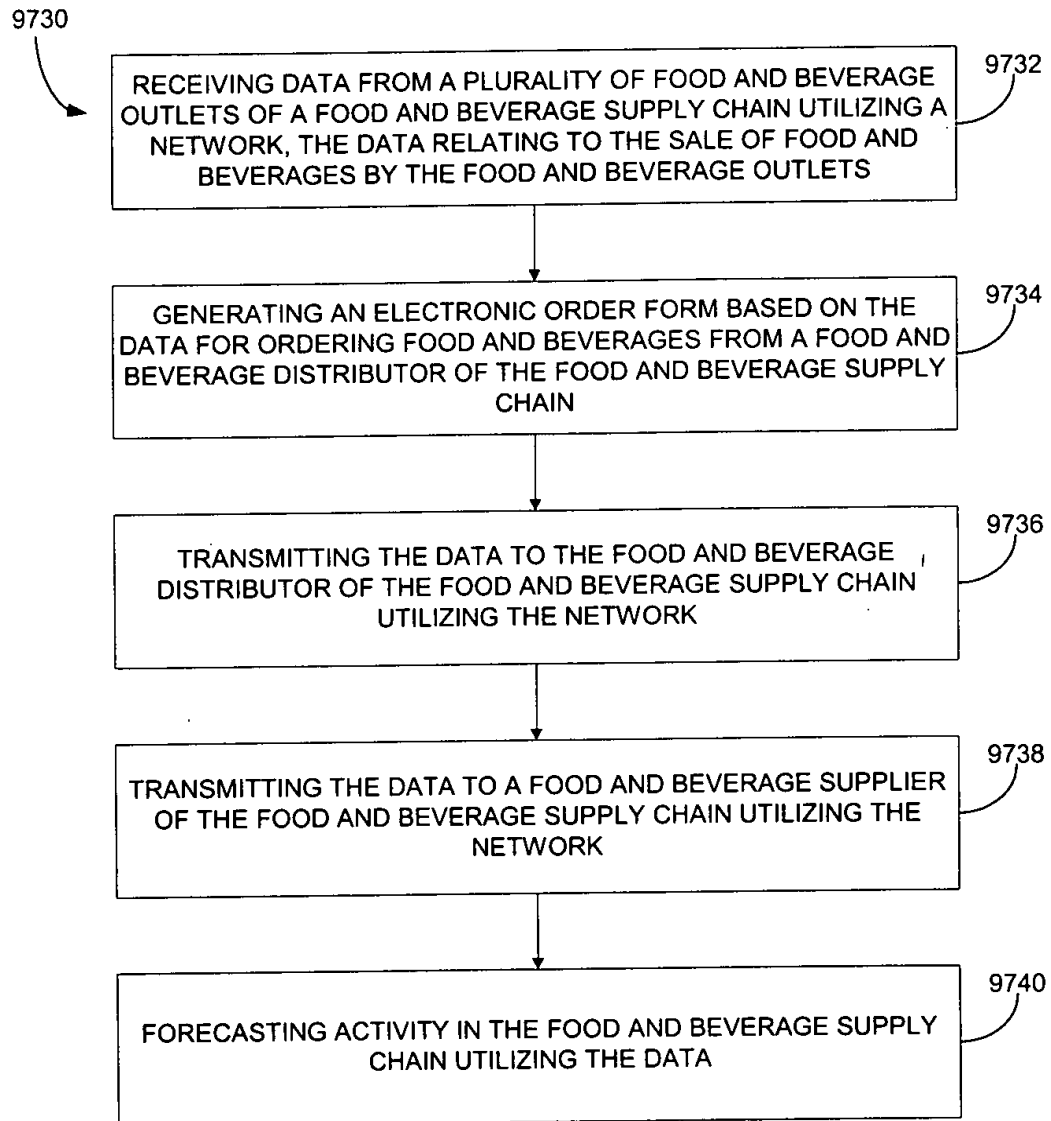 9730
9732
RECEIVING DATA FROM A PLURALITY OF FOOD AND BEVERAGE
OUTLETS OF A FOOD AND BEVERAGE SUPPLY CHAIN UTILIZING A
NETWORK, THE DATA RELATING TO THE SALE OF FOOD AND
BEVERAGES BY THE FOOD AND BEVERAGE OUTLETS
9734
GENERATING AN ELECTRONIC ORDER FORM BASED ON THE
DATA FOR ORDERING FOOD AND BEVERAGES FROM A FOOD AND
BEVERAGE DISTRIBUTOR OF THE FOOD AND BEVERAGE SUPPLY
CHAIN
9736
TRANSMITTING THE DATA TO THE FOOD AND BEVERAGE
DISTRIBUTOR OF THE FOOD AND BEVERAGE SUPPLY CHAIN
UTILIZING THE NETWORK
9738
TRANSMITTING THE DATA TO A FOOD AND BEVERAGE SUPPLIER
OF THE FOOD AND BEVERAGE SUPPLY CHAIN UTILIZING THE
NETWORK
9740
FORECASTING ACTIVITY IN THE FOOD AND BEVERAGE SUPPLY
CHAIN UTILIZING THE DATA